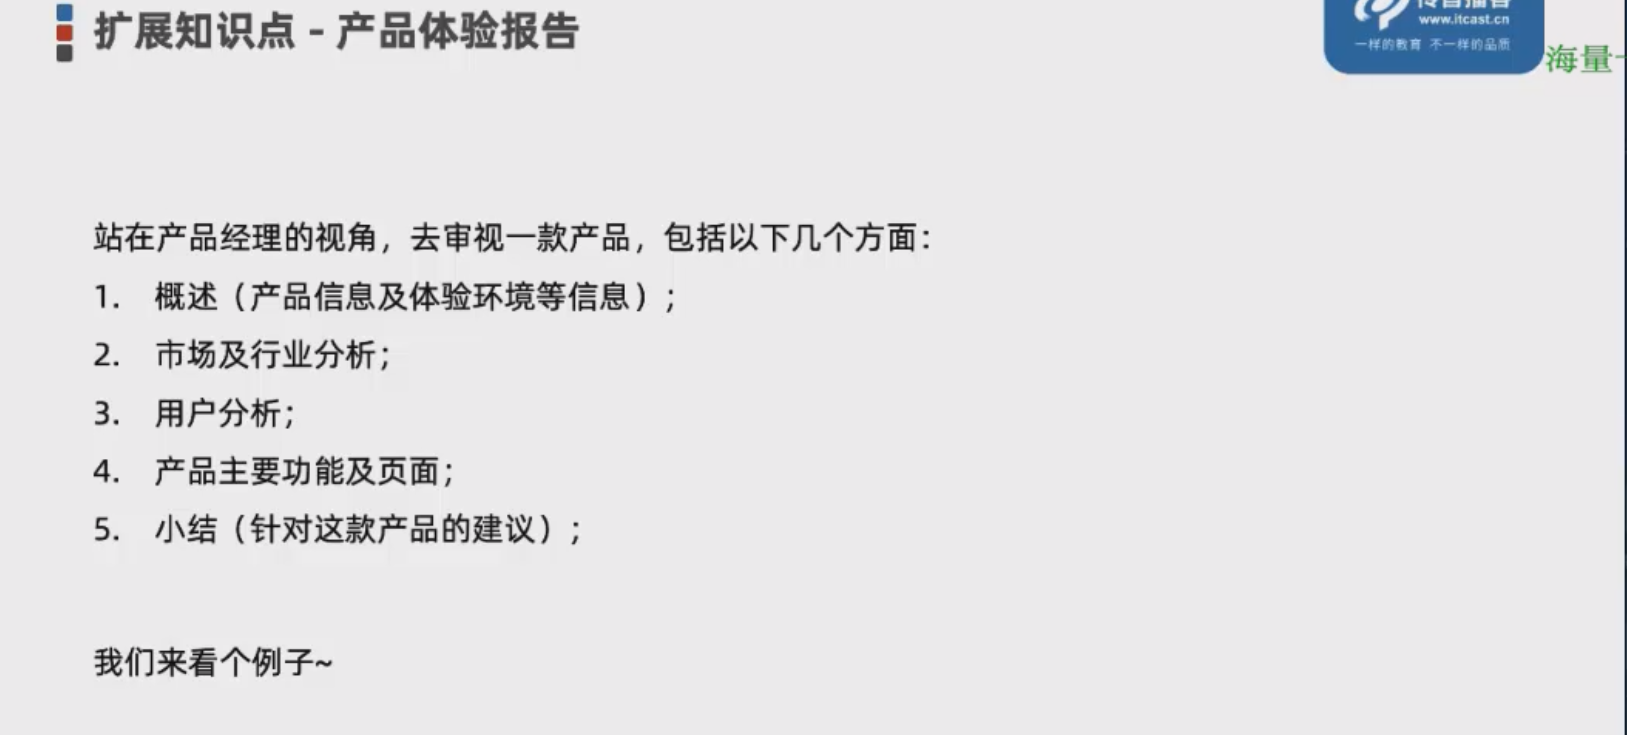 扩展知识点 - 产品体验报告
传智播客
www.itcast.cn
一样的教育 不一样的品质
海量
站在产品经理的视角，去审视一款产品，包括以下几个方面：
1. 概述（产品信息及体验环境等信息）；
2. 市场及行业分析；
3. 用户分析；
4. 产品主要功能及页面；
5. 小结（针对这款产品的建议）；
我们来看个例子~